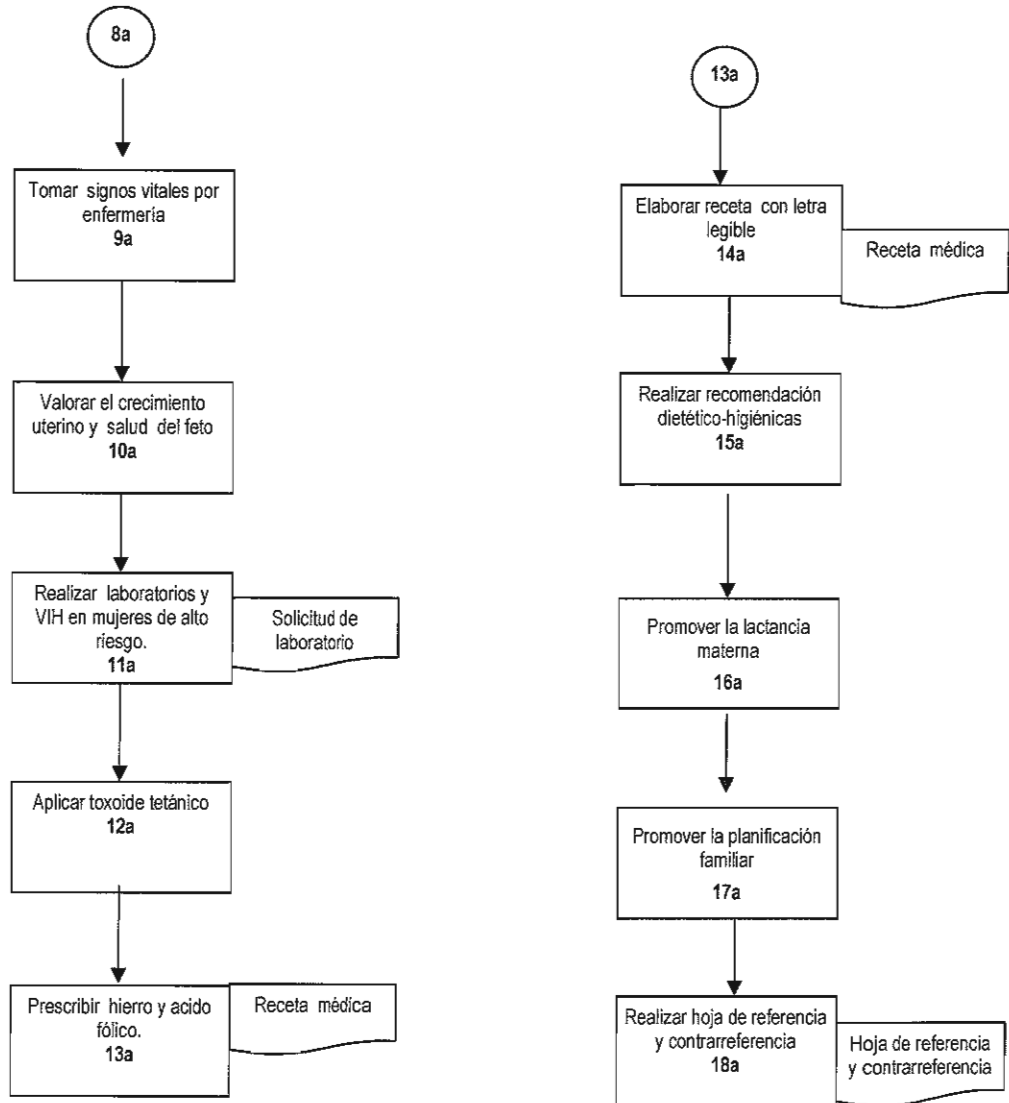 8a
Tomar signos vitales por
enfermería
9a
Valorar el crecimiento
uterino y salud del feto
10a
Realizar laboratorios y
VIH en mujeres de alto
riesgo.
11a
Solicitud de
laboratorio
Aplicar toxoide tetánico
12a
Prescribir hierro y acido
fólico.
13a
Receta médica
13a
Elaborar receta con letra
legible
14a
Receta médica
Realizar recomendación
dietético-higiénicas
15a
Promover la lactancia
materna
16a
Promover la planificación
familiar
17a
Realizar hoja de referencia
y contrarreferencia
18a
Hoja de referencia
y contrarreferencia